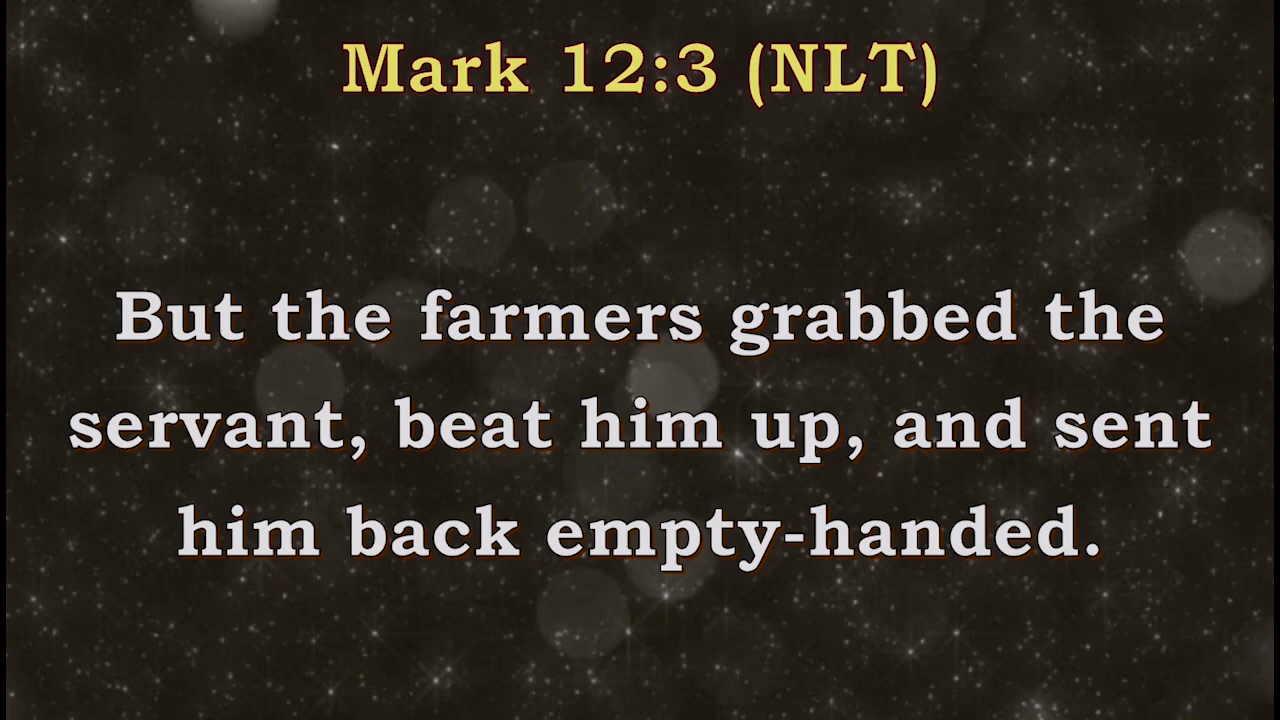 Mark 12:3 (NLT)
But the farmers grabbed the
servant, beat him up, and sent
him back empty-handed.